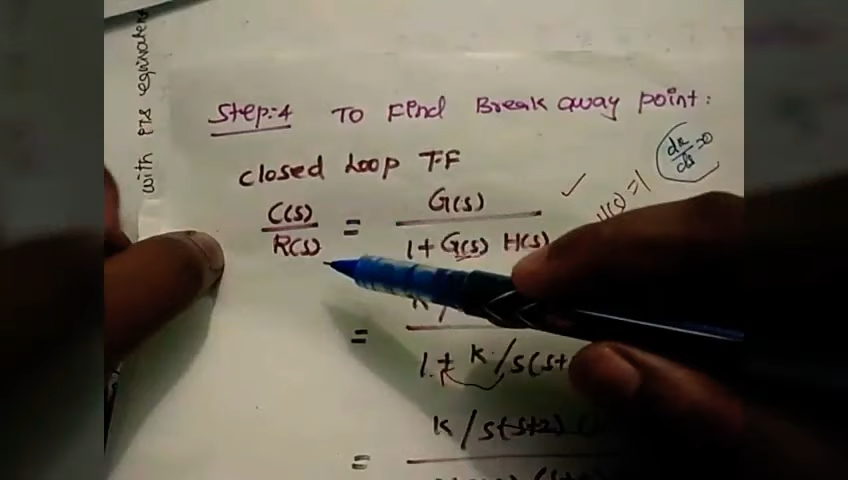 with PTS equivalent
Step:-4 To Find Break away point:
closed Loop TF
dk/ds=0
C(s)/R(s) = G(s)/1+G(s) H(s)
H(s)=1
= K/
1+ K/S(S+
= K/S(S+2)